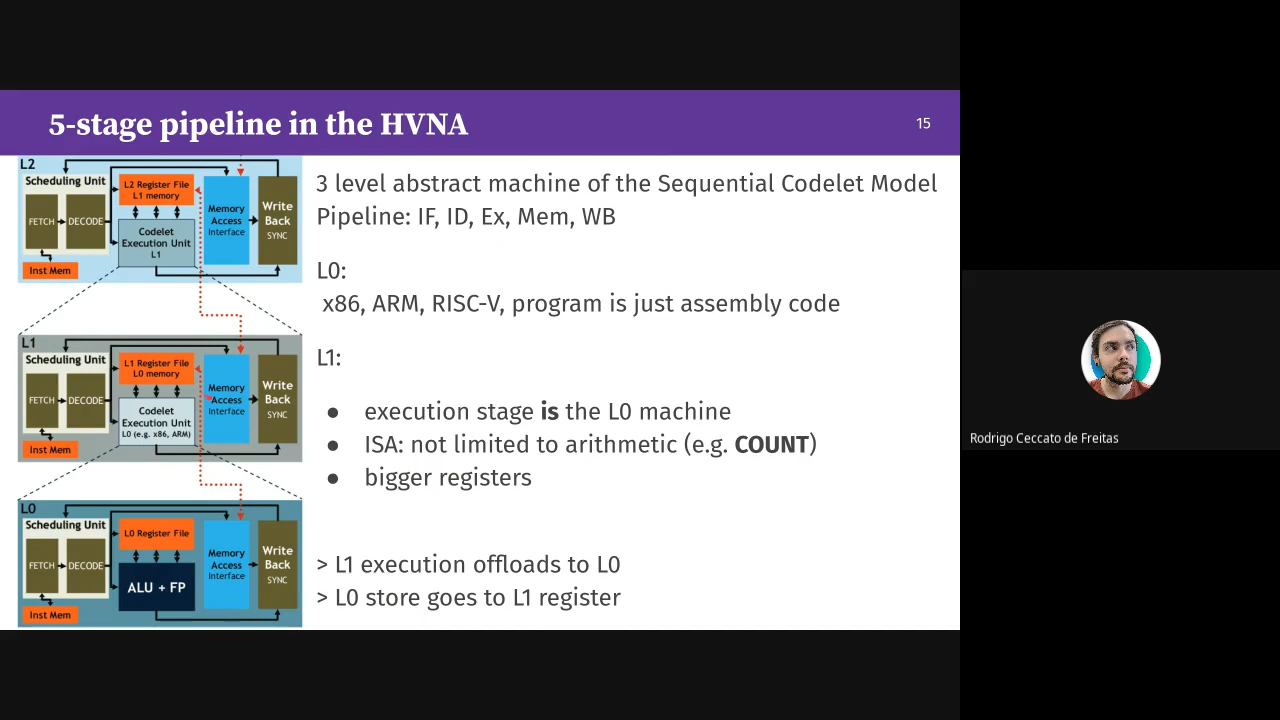 5-stage pipeline in the HVNA
15
L2
Scheduling Unit
FETCH
DECODE
Inst Mem
L2 Register File
L1 memory
Codelet
Execution Unit
L1
Memory
Access
Interface
Write
Back
SYNC
L1
Scheduling Unit
FETCH
DECODE
Inst Mem
L1 Register File
L0 memory
Codelet
Execution Unit
L0 (e.g. x86, ARM)
Memory
Access
Interface
Write
Back
SYNC
L0
Scheduling Unit
FETCH
DECODE
Inst Mem
L0 Register File
ALU + FP
Memory
Access
Interface
Write
Back
SYNC
3 level abstract machine of the Sequential Codelet Model
Pipeline: IF, ID, Ex, Mem, WB
L0:
x86, ARM, RISC-V, program is just assembly code
L1:
● execution stage is the L0 machine
● ISA: not limited to arithmetic (e.g. COUNT)
● bigger registers
> L1 execution offloads to L0
> L0 store goes to L1 register
Rodrigo Ceccato de Freitas